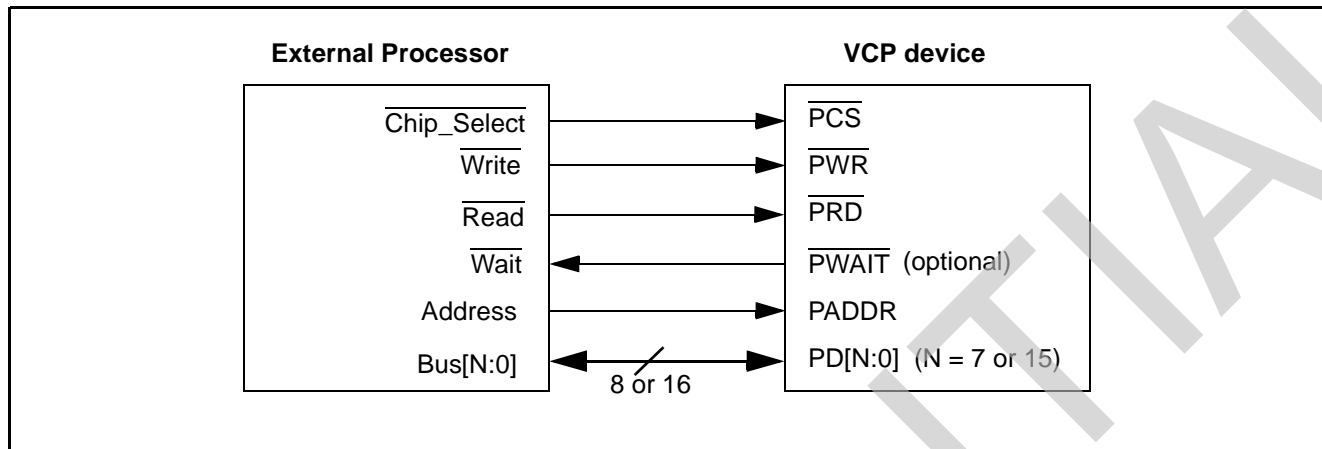 External Processor VCP device
Chip_Select PCS
Write PWR
Read PRD
Wait PWAIT (optional)
Address PADDR
Bus[N:0] PD[N:0] (N = 7 or 15)
8 or 16
TIAL